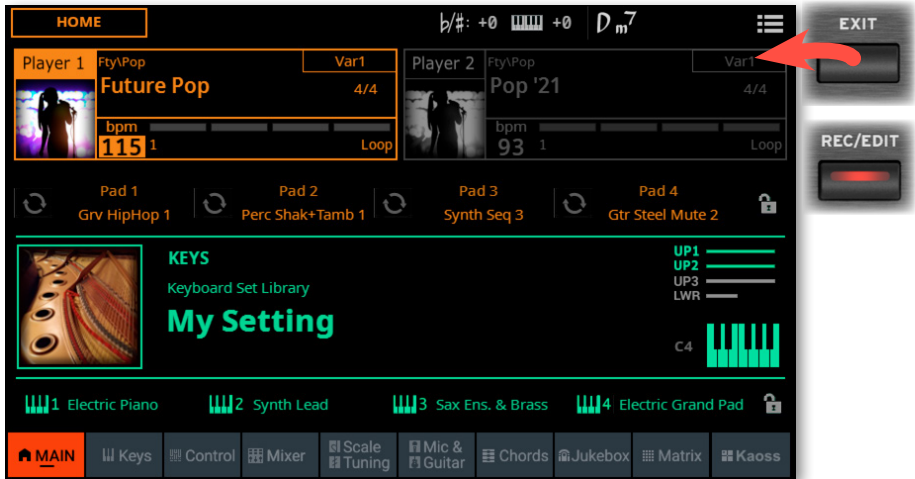 HOME
♭/♯: +0 +0 Dm7
EXIT
Player 1 Fty\Pop Var1
Future Pop 4/4
bpm
115 1 Loop
Player 2 Fty\Pop Var1
Pop '21 4/4
bpm
93 1 Loop
REC/EDIT
Pad 1
Grv HipHop 1
Pad 2
Perc Shak+Tamb 1
Pad 3
Synth Seq 3
Pad 4
Gtr Steel Mute 2
KEYS
Keyboard Set Library
My Setting
UP1
UP2
UP3
LWR
C4
1 Electric Piano
2 Synth Lead
3 Sax Ens. & Brass
4 Electric Grand Pad
MAIN
Keys
Control
Mixer
Scale
Tuning
Mic &
Guitar
Chords
Jukebox
Matrix
Kaoss